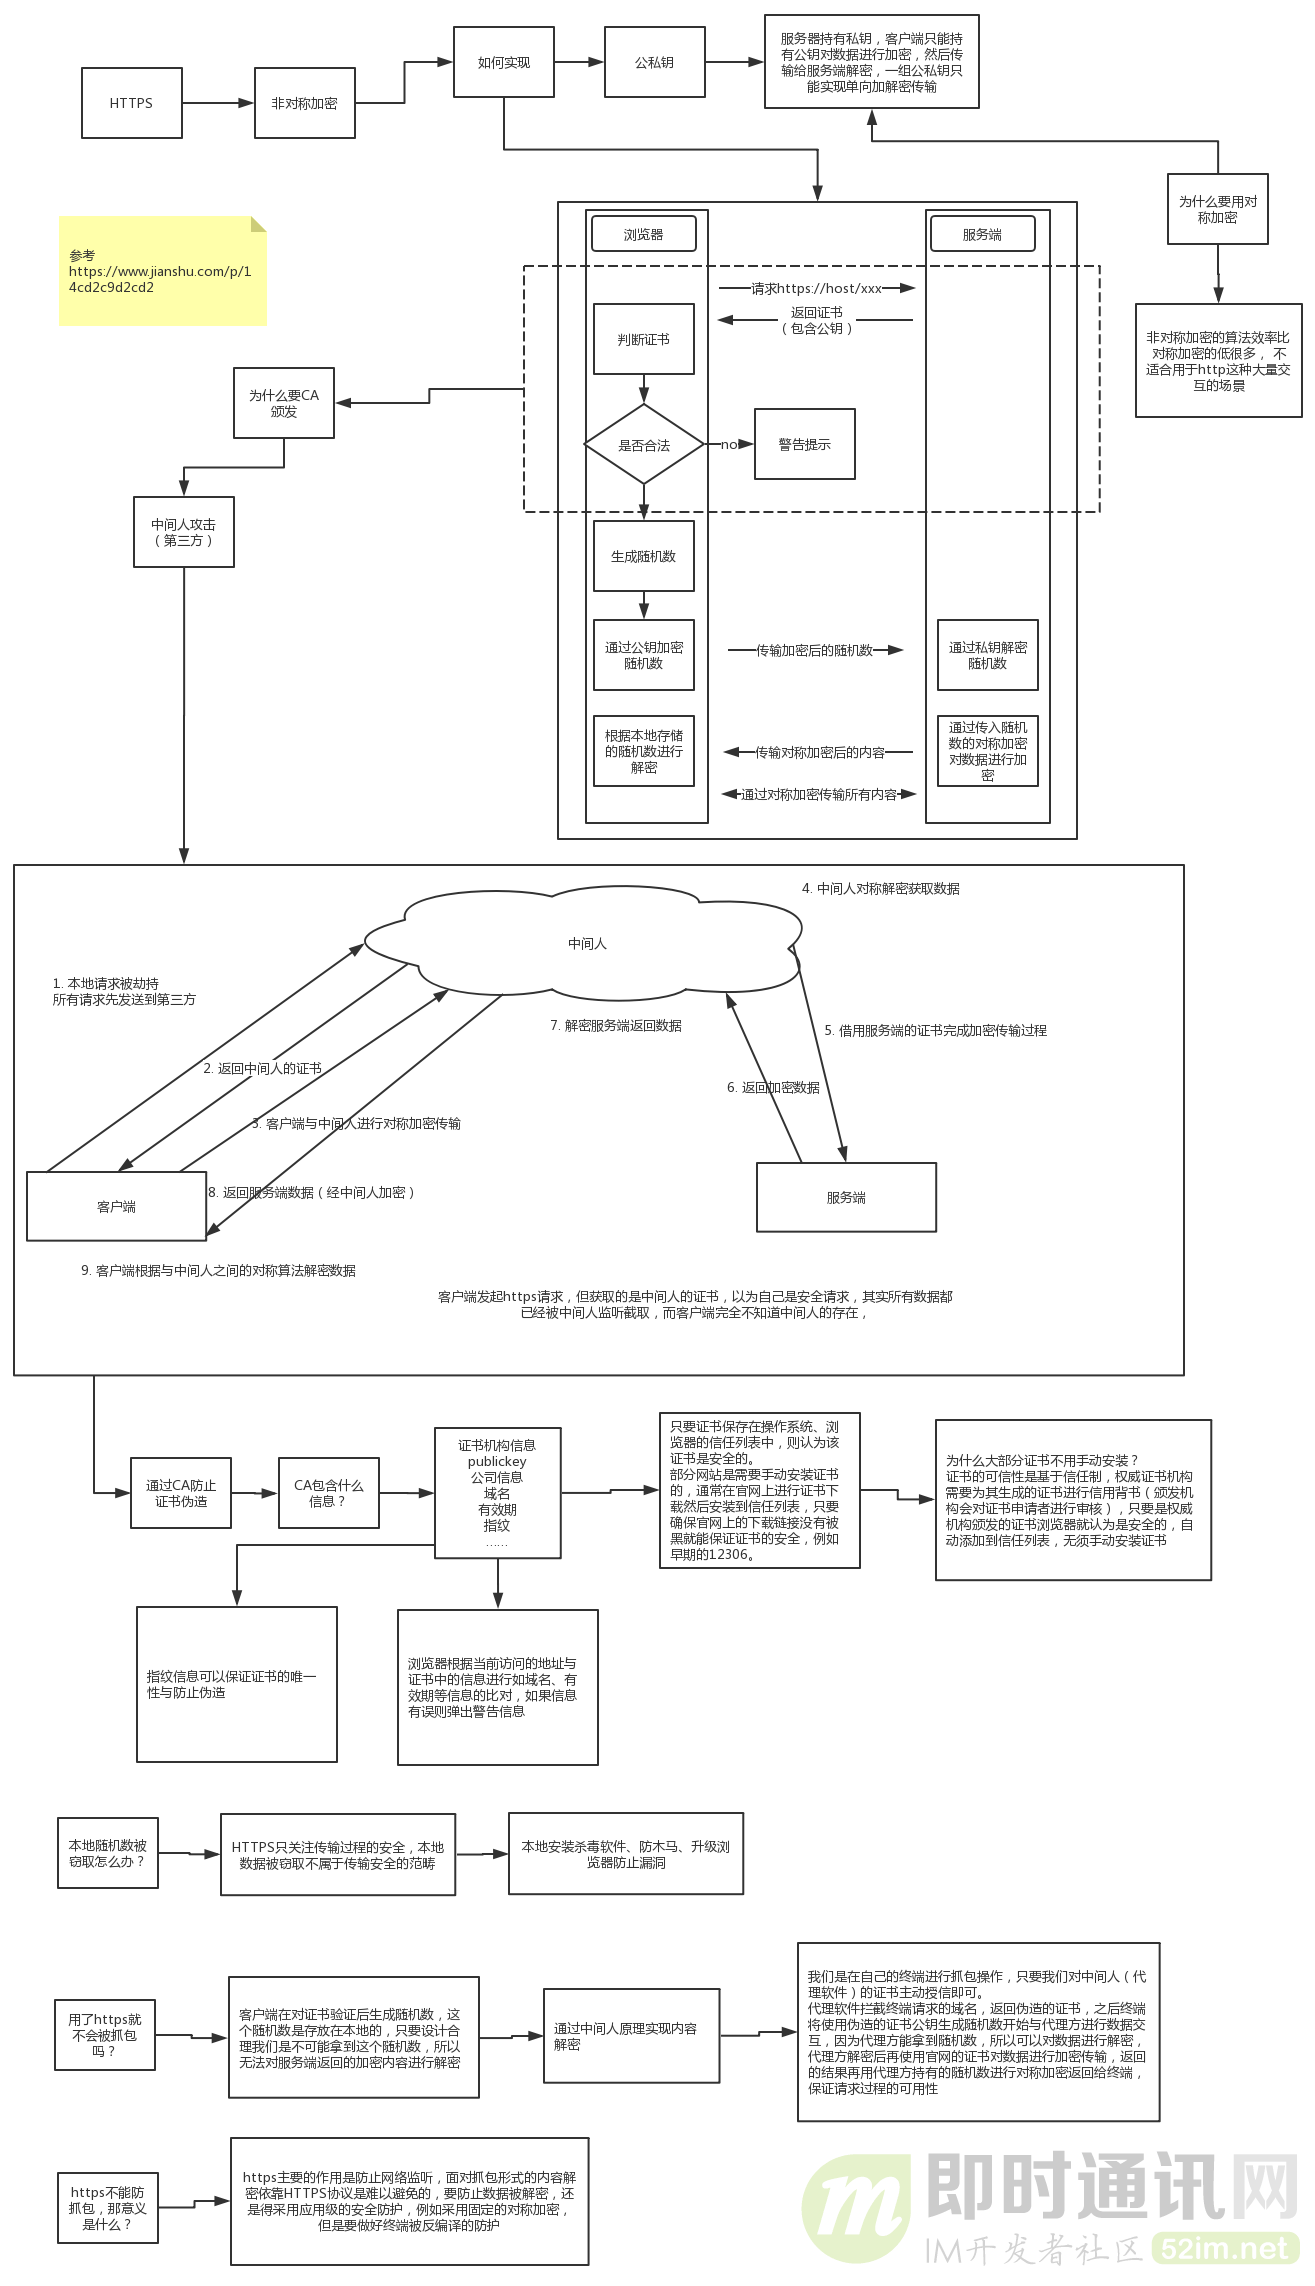 HTTPS
非对称加密
如何实现
公私钥
服务器持有私钥，客户端只能持
有公钥对数据进行加密，然后传
输给服务端解密，一组公私钥只
能实现单向加解密传输
为什么要用对
称加密
非对称加密的算法效率比
对称加密的低很多， 不
适合用于http这种大量交
互的场景
参考
https://www.jianshu.com/p/1
4cd2c9d2cd2
浏览器
服务端
请求https://host/xxx
返回证书
（包含公钥）
判断证书
是否合法
no
警告提示
生成随机数
通过公钥加密
随机数
传输加密后的随机数
通过私钥解密
随机数
根据本地存储
的随机数进行
解密
传输对称加密后的内容
通过传入随机
数的对称加密
对数据进行加
密
通过对称加密传输所有内容
为什么要CA
颁发
中间人攻击
（第三方）
4. 中间人对称解密获取数据
中间人
1. 本地请求被劫持
所有请求先发送到第三方
7. 解密服务端返回数据
5. 借用服务端的证书完成加密传输过程
2. 返回中间人的证书
6. 返回加密数据
3. 客户端与中间人进行对称加密传输
8. 返回服务端数据（经中间人加密）
客户端
服务端
9. 客户端根据与中间人之间的对称算法解密数据
客户端发起https请求，但获取的是中间人的证书，以为自己是安全请求，其实所有数据都
已经被中间人监听截取，而客户端完全不知道中间人的存在，
通过CA防止
证书伪造
CA包含什么
信息？
证书机构信息
publickey
公司信息
域名
有效期
指纹
……
只要证书保存在操作系统、浏
览器的信任列表中，则认为该
证书是安全的。
部分网站是需要手动安装证书
的，通常在官网上进行证书下
载然后安装到信任列表，只要
确保官网上的下载链接没有被
黑就能保证证书的安全，例如
早期的12306。
为什么大部分证书不用手动安装？
证书的可信性是基于信任制，权威证书机构
需要为其生成的证书进行信用背书（颁发机
构会对证书申请者进行审核），只要是权威
机构颁发的证书浏览器就认为是安全的，自
动添加到信任列表，无须手动安装证书
指纹信息可以保证证书的唯一
性与防止伪造
浏览器根据当前访问的地址与
证书中的信息进行如域名、有
效期等信息的比对，如果信息
有误则弹出警告信息
本地随机数被
窃取怎么办？
HTTPS只关注传输过程的安全，本地
数据被窃取不属于传输安全的范畴
本地安装杀毒软件、防木马、升级浏
览器防止漏洞
用了https就
不会被抓包
吗？
客户端在对证书验证后生成随机数，这
个随机数是存放在本地的，只要设计合
理我们是不可能拿到这个随机数，所以
无法对服务端返回的加密内容进行解密
通过中间人原理实现内容
解密
我们是在自己的终端进行抓包操作，只要我们对中间人（代
理软件）的证书主动授信即可。
代理软件拦截终端请求的域名，返回伪造的证书，之后终端
将使用伪造的证书公钥生成随机数开始与代理方进行数据交
互，因为代理方能拿到随机数，所以可以对数据进行解密，
代理方解密后再使用官网的证书对数据进行加密传输，返回
的结果再用代理方持有的随机数进行对称加密返回给终端，
保证请求过程的可用性
https不能防
抓包，那意义
是什么？
https主要的作用是防止网络监听，面对抓包形式的内容解
密依靠HTTPS协议是难以避免的，要防止数据被解密，还
是得采用应用级的安全防护，例如采用固定的对称加密，
但是要做好终端被反编译的防护
m
即时通讯网
IM开发者社区
52im.net